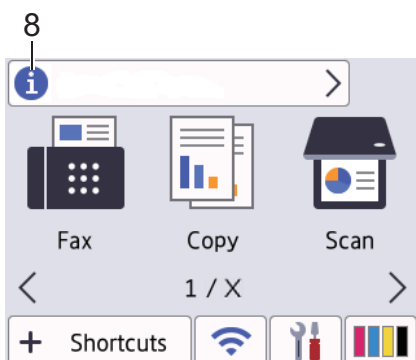 8
i
Fax Copy Scan
< 1 / X >
+ Shortcuts